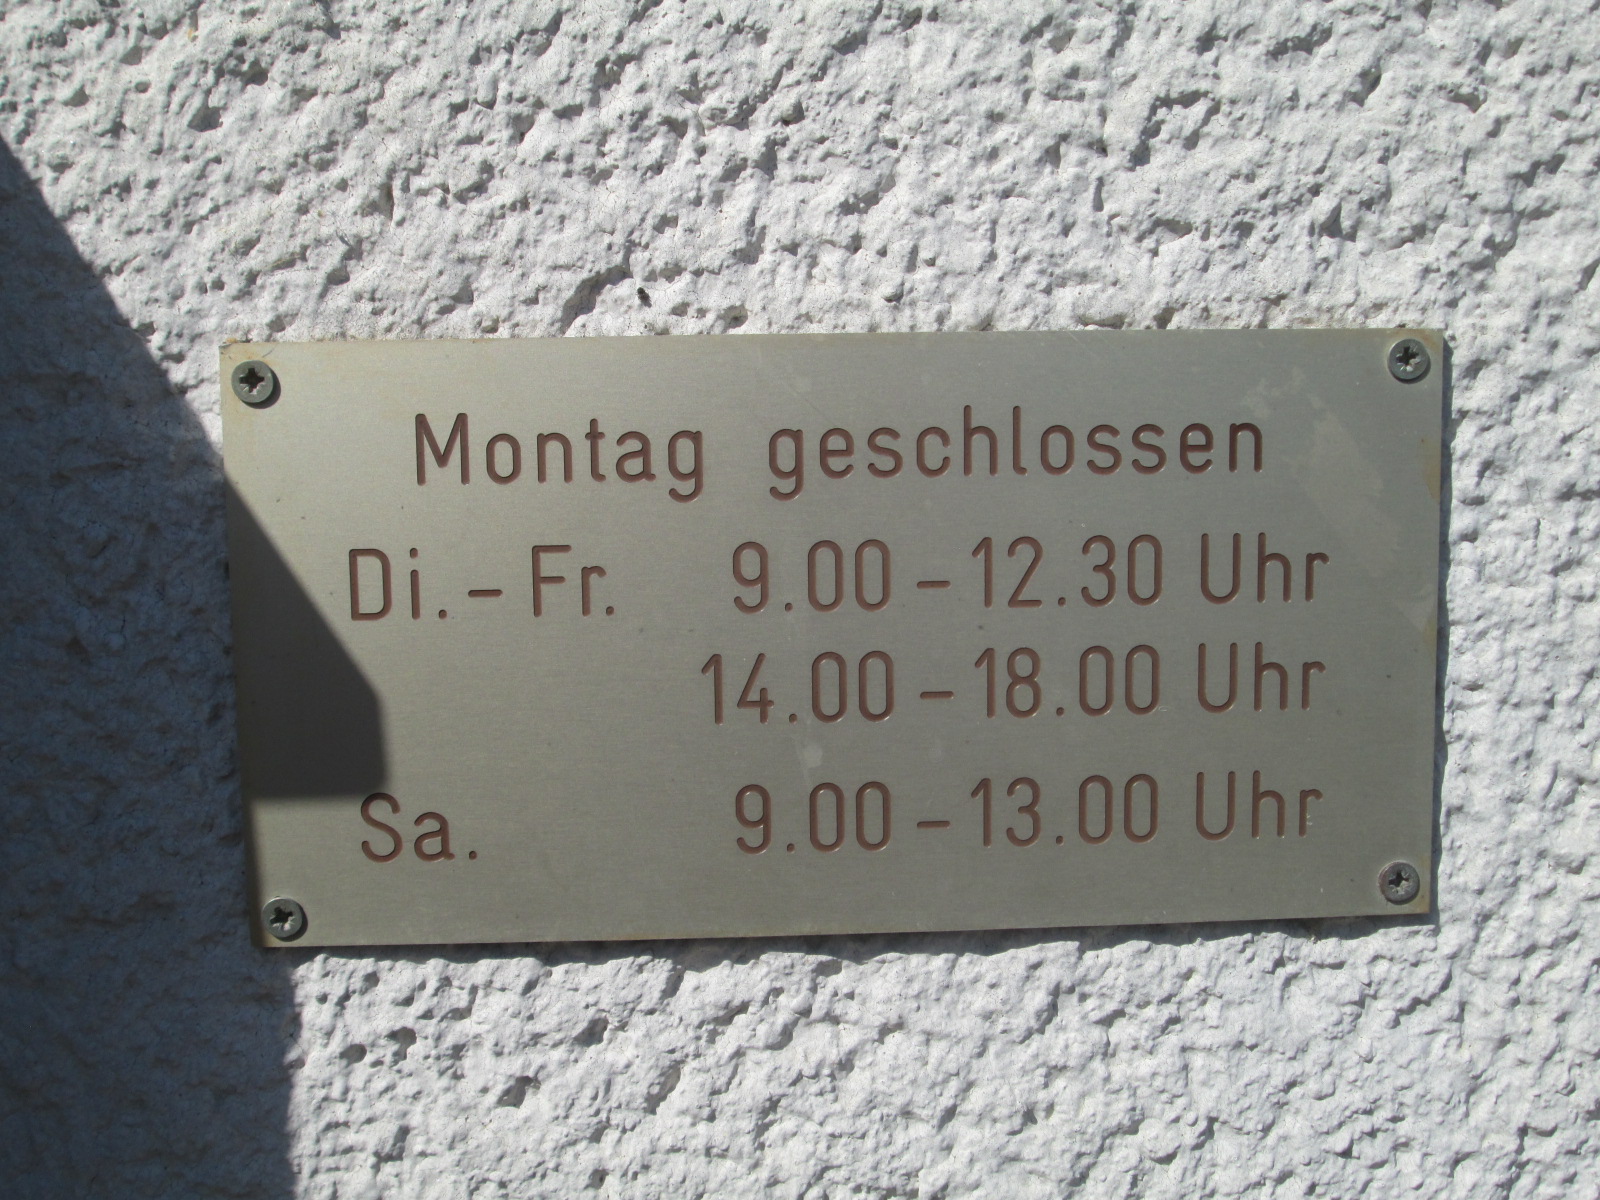 Montag geschlossen
Di.-Fr. 9.00-12.30 Uhr
14.00-18.00 Uhr
Sa. 9.00-13.00 Uhr